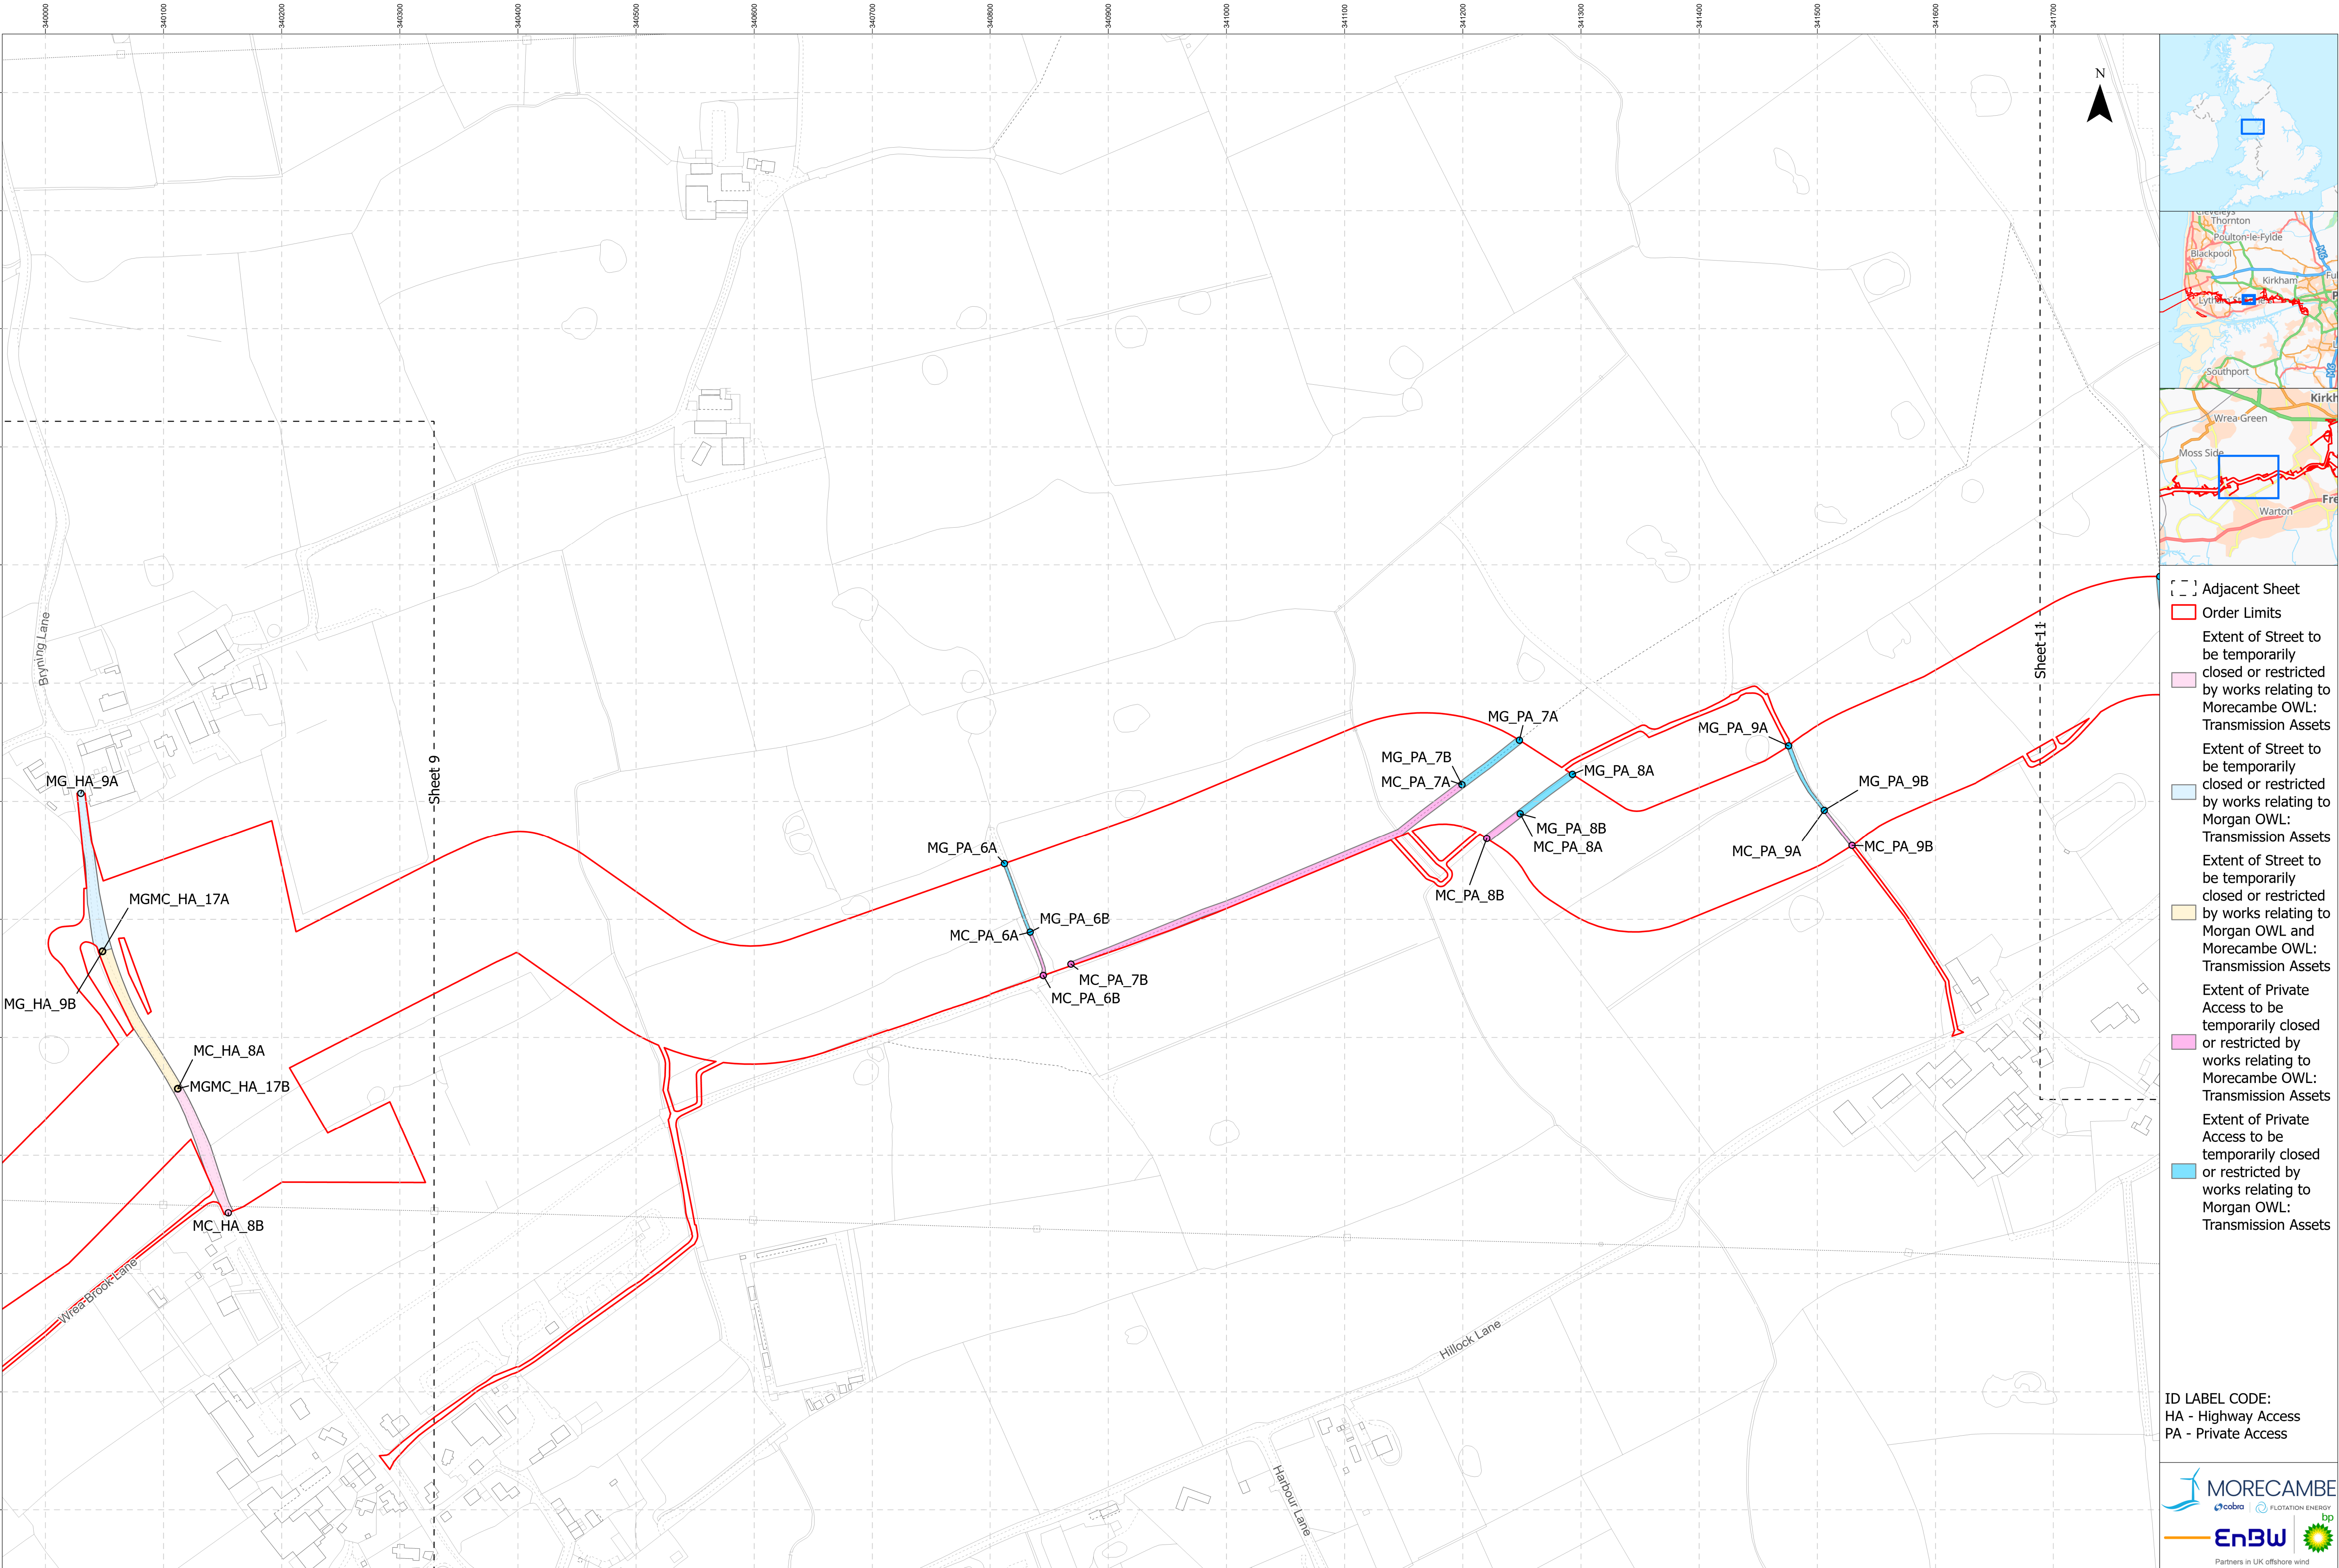 340000
340100
340200
340300
340400
340500
340600
340700
340800
340900
341000
341100
341200
341300
341400
341500
341600
341700
N
Bryning Lane
MG_HA_9A
Sheet 9
MGMC_HA_17A
MG_HA_9B
MC_HA_8A
MGMC_HA_17B
MC_HA_8B
Wrea Brook Lane
MG_PA_6A
MG_PA_6B
MC_PA_6A
MC_PA_7B
MC_PA_6B
MG_PA_7A
MG_PA_7B
MC_PA_7A
MG_PA_8A
MG_PA_8B
MC_PA_8A
MC_PA_8B
MG_PA_9A
MG_PA_9B
MC_PA_9A
MC_PA_9B
Sheet 11
Hillock Lane
Harbour Lane
Cleveleys
Thornton
Poulton-le-Fylde
Blackpool
M6
Kirkham
Southport
M6
Kirkh
Wrea Green
Moss Side
Fre
Warton
Adjacent Sheet
Order Limits
Extent of Street to
be temporarily
closed or restricted
by works relating to
Morecambe OWL:
Transmission Assets
Extent of Street to
be temporarily
closed or restricted
by works relating to
Morgan OWL:
Transmission Assets
Extent of Street to
be temporarily
closed or restricted
by works relating to
Morgan OWL and
Morecambe OWL:
Transmission Assets
Extent of Private
Access to be
temporarily closed
or restricted by
works relating to
Morecambe OWL:
Transmission Assets
Extent of Private
Access to be
temporarily closed
or restricted by
works relating to
Morgan OWL:
Transmission Assets
ID LABEL CODE:
HA - Highway Access
PA - Private Access
MORECAMBE
cobra
FLOTATION ENERGY
EnBW
bp
Partners in UK offshore wind